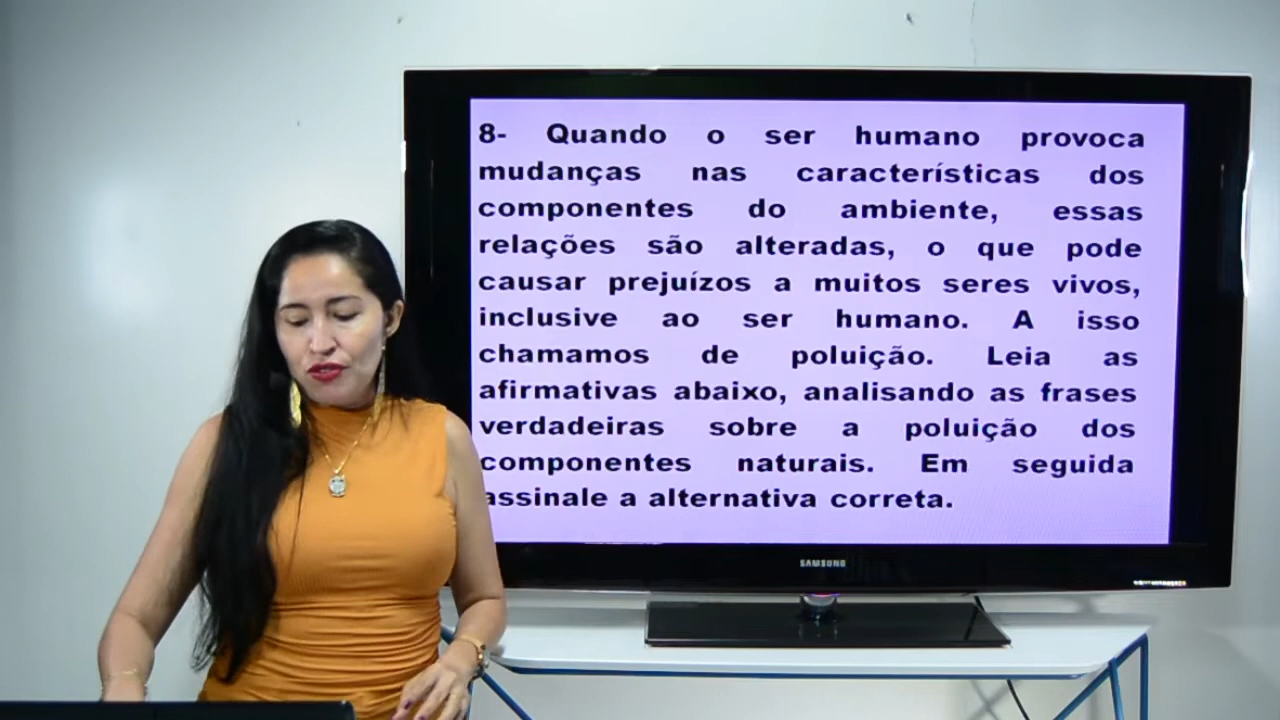 8- Quando o ser humano provoca
mudanças nas características dos
componentes do ambiente, essas
relações são alteradas, o que pode
causar prejuízos a muitos seres vivos,
inclusive ao ser humano. A isso
chamamos de poluição. Leia as
afirmativas abaixo, analisando as frases
verdadeiras sobre a poluição dos
componentes naturais. Em seguida
assinale a alternativa correta.
SAMSUNG